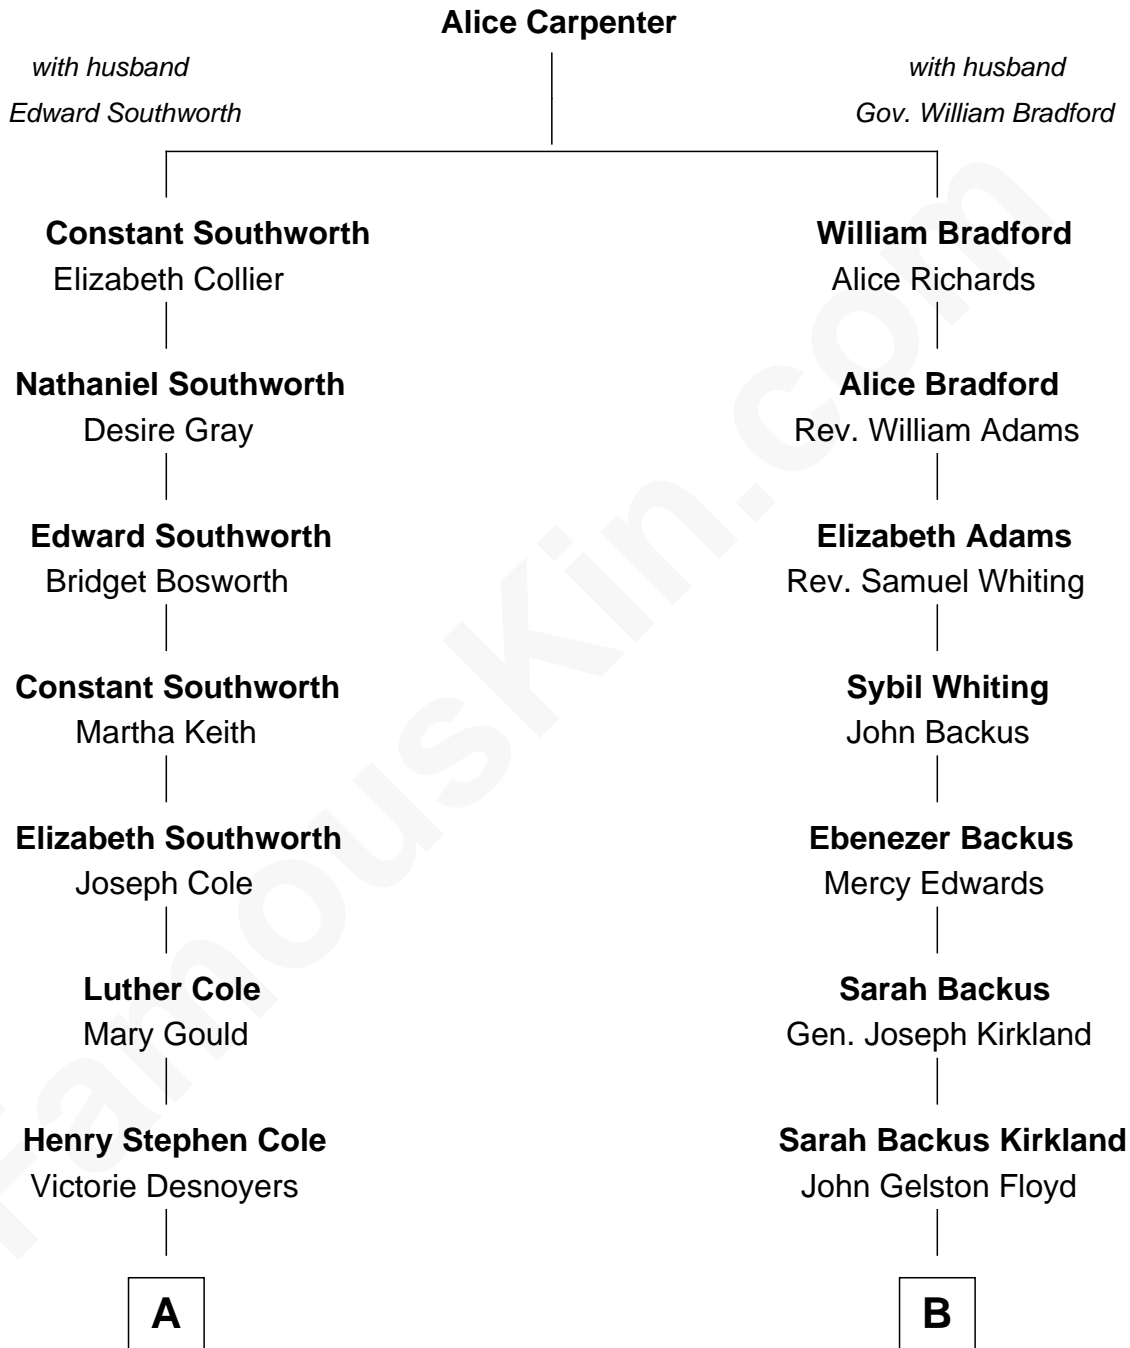 Alice Carpenter
with husband
Edward Southworth
with husband
Gov. William Bradford
Constant Southworth
Elizabeth Collier
William Bradford
Alice Richards
Nathaniel Southworth
Desire Gray
Alice Bradford
Rev. William Adams
Edward Southworth
Bridget Bosworth
Elizabeth Adams
Rev. Samuel Whiting
Constant Southworth
Martha Keith
Sybil Whiting
John Backus
Elizabeth Southworth
Joseph Cole
Ebenezer Backus
Mercy Edwards
Luther Cole
Mary Gould
Sarah Backus
Gen. Joseph Kirkland
Henry Stephen Cole
Victorie Desnoyers
Sarah Backus Kirkland
John Gelston Floyd
A
B
FamousKin.com